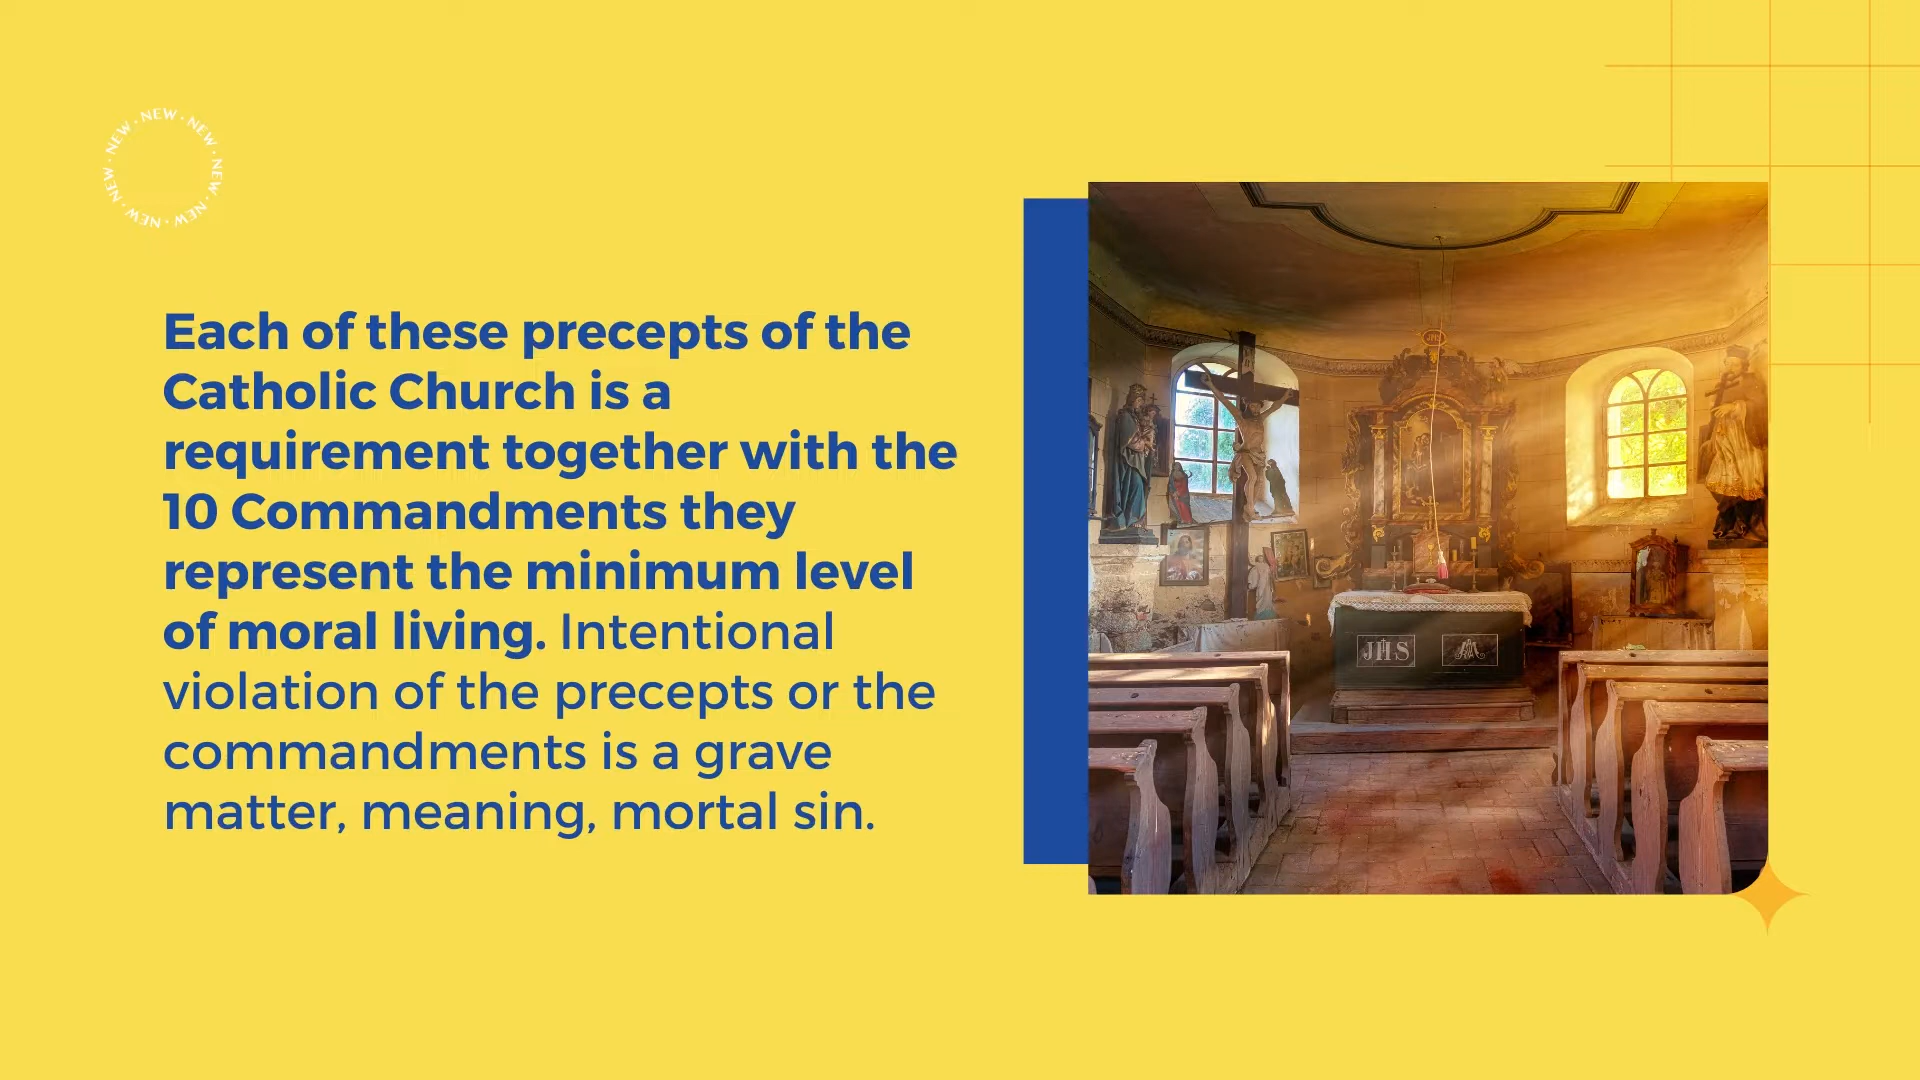 NEW · NEW · NEW · NEW · NEW · NEW · NEW · NEW ·
Each of these precepts of the
Catholic Church is a
requirement together with the
10 Commandments they
represent the minimum level
of moral living. Intentional
violation of the precepts or the
commandments is a grave
matter, meaning, mortal sin.
JHS